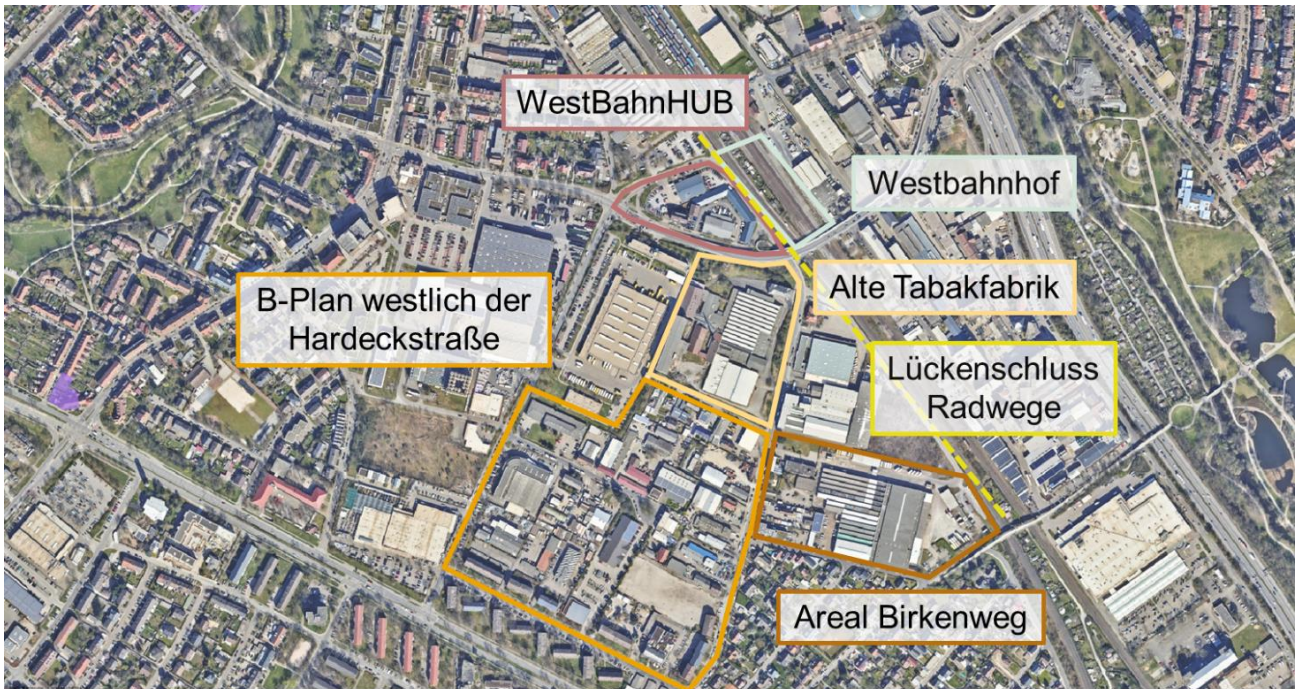 WestBahnHUB
Westbahnhof
B-Plan westlich der
Hardeckstraße
Alte Tabakfabrik
Lückenschluss
Radwege
Areal Birkenweg